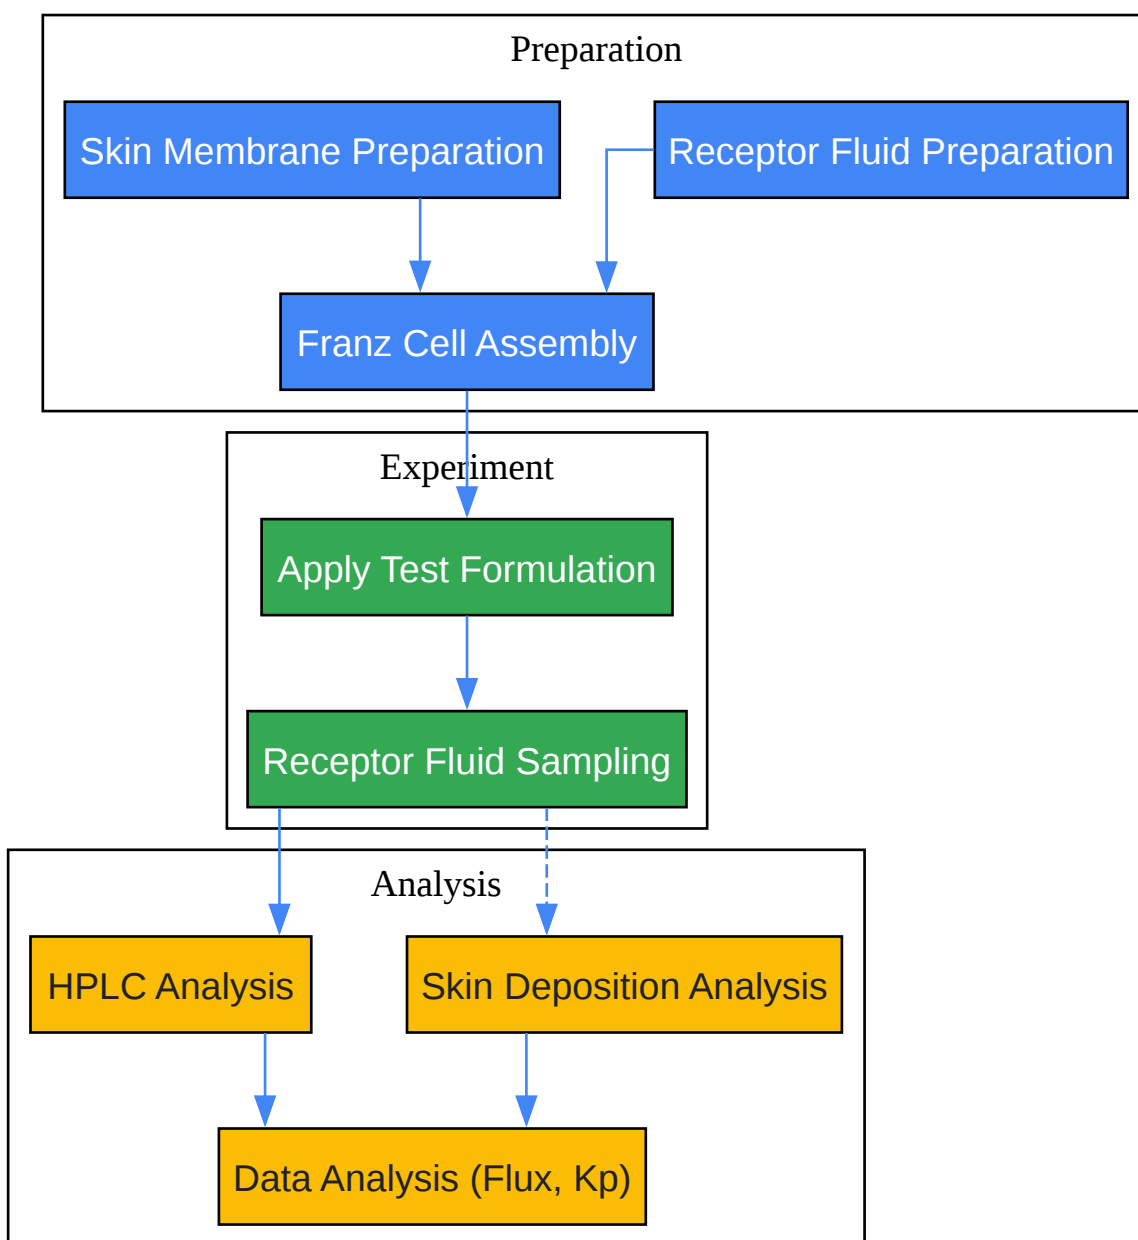 Preparation
Skin Membrane Preparation
Receptor Fluid Preparation
Franz Cell Assembly
Experiment
Apply Test Formulation
Receptor Fluid Sampling
Analysis
HPLC Analysis
Skin Deposition Analysis
Data Analysis (Flux, Kp)